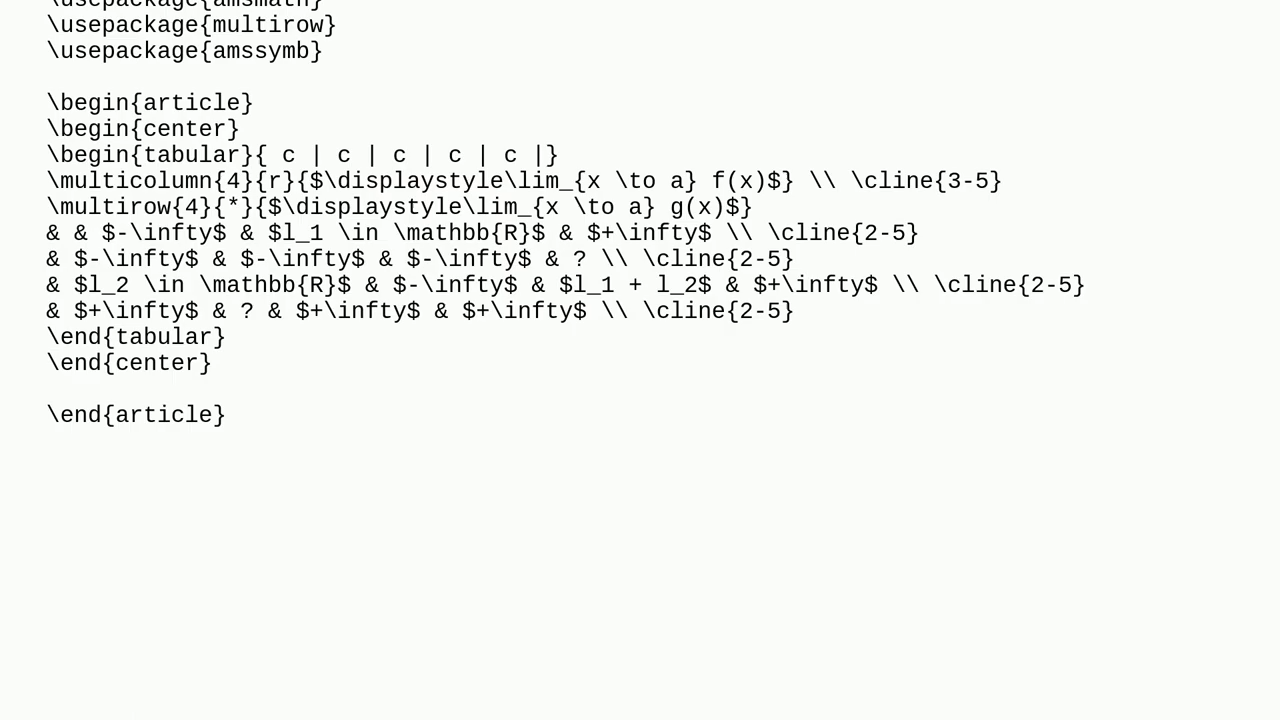 \usepackage{amsmath}
\usepackage{multirow}
\usepackage{amssymb}
\begin{article}
\begin{center}
\begin{tabular}{ c | c | c | c | c |}
\multicolumn{4}{r}{$\displaystyle\lim_{x \to a} f(x)$} \\ \cline{3-5}
\multirow{4}{*}{$\displaystyle\lim_{x \to a} g(x)$}
& & $-\infty$ & $l_1 \in \mathbb{R}$ & $+\infty$ \\ \cline{2-5}
& $-\infty$ & $-\infty$ & $-\infty$ & ? \\ \cline{2-5}
& $l_2 \in \mathbb{R}$ & $-\infty$ & $l_1 + l_2$ & $+\infty$ \\ \cline{2-5}
& $+\infty$ & ? & $+\infty$ & $+\infty$ \\ \cline{2-5}
\end{tabular}
\end{center}
\end{article}